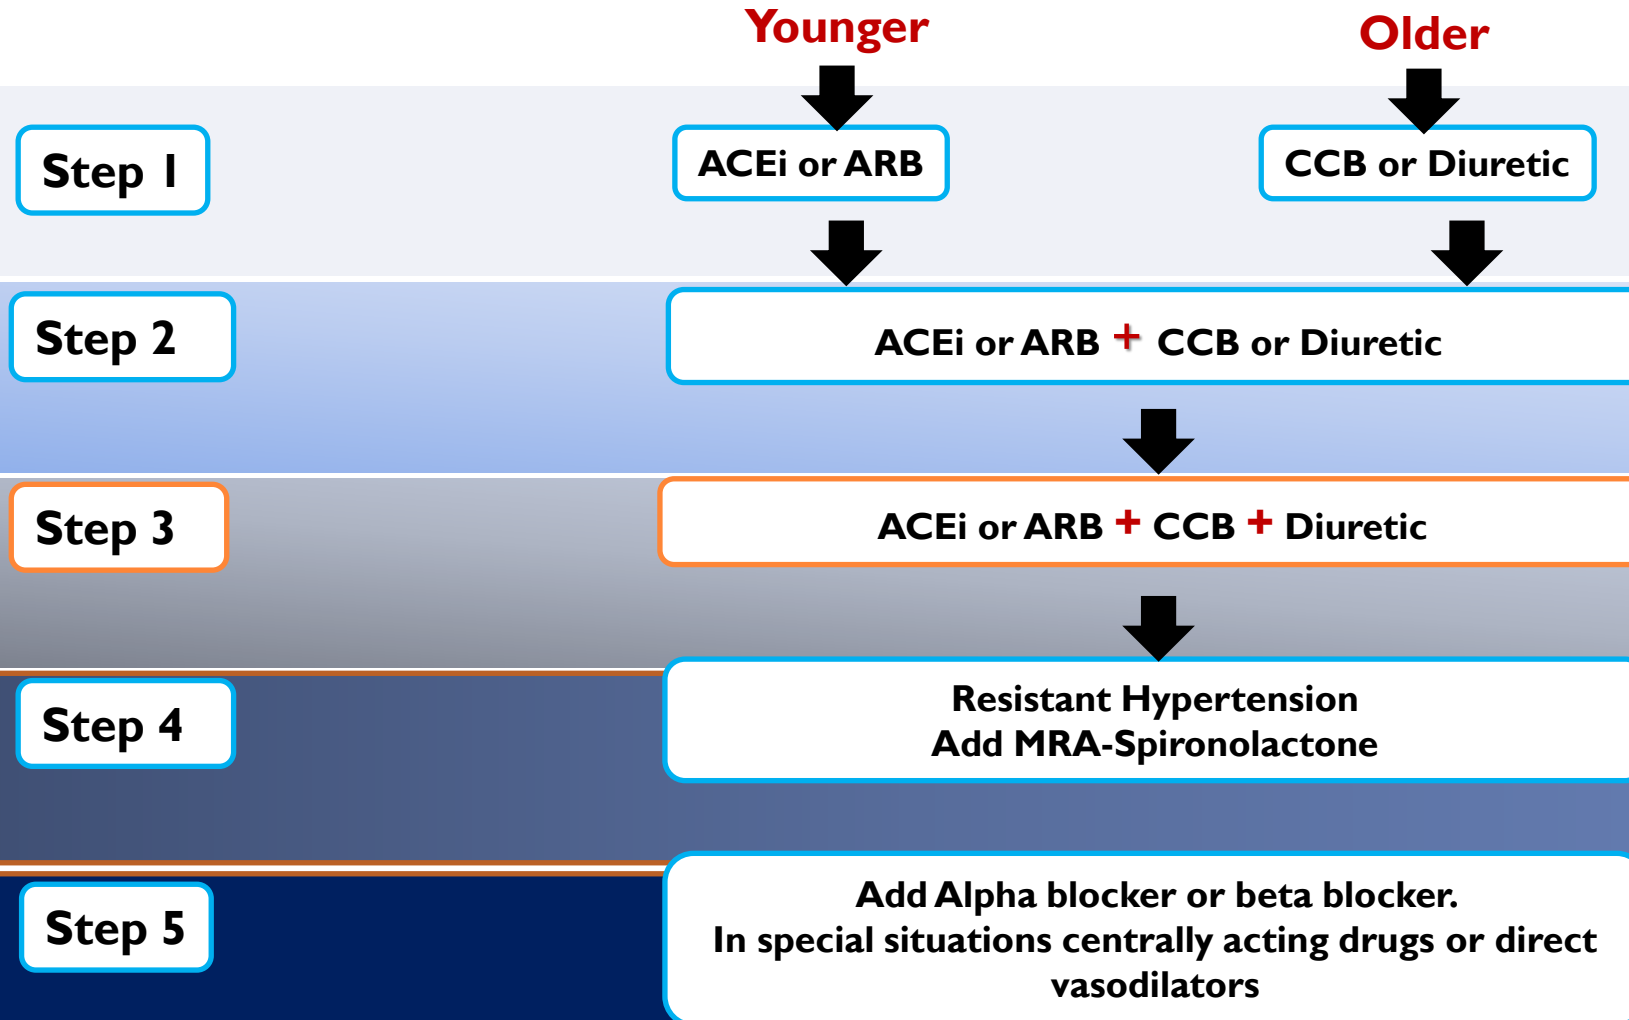 Younger
Older
Step 1
ACEi or ARB
CCB or Diuretic
Step 2
ACEi or ARB + CCB or Diuretic
Step 3
ACEi or ARB + CCB + Diuretic
Step 4
Resistant Hypertension
Add MRA-Spironolactone
Step 5
Add Alpha blocker or beta blocker.
In special situations centrally acting drugs or direct
vasodilators